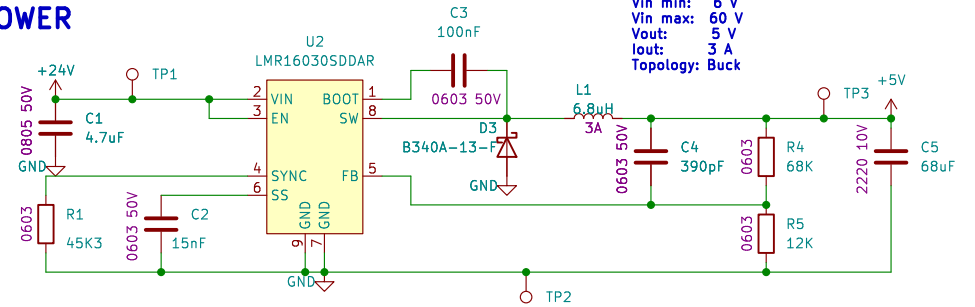 OWER
Vin min: 6 V
Vin max: 60 V
Vout: 5 V
Iout: 3 A
Topology: Buck
C3
100nF
0603 50V
U2
LMR16030SDDAR
+24V
TP1
2 VIN
3 EN
4 SYNC
6 SS
BOOT 1
SW 8
FB 5
GND 9
GND 7
0805 50V
C1
4.7uF
GND
0603
R1
45K3
0603 50V
C2
15nF
GND
D3
B340A-13-F
GND
L1
6.8uH
3A
0603 50V
C4
390pF
TP3
+5V
0603
R4
68K
0603
R5
12K
2220 10V
C5
68uF
TP2